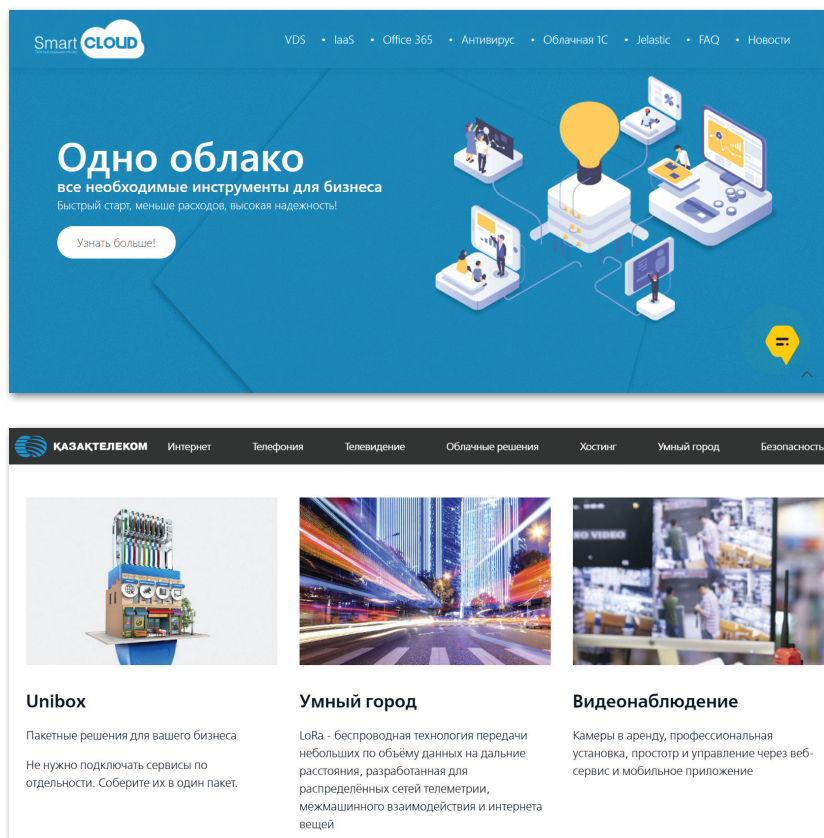 Smart CLOUD
VDS • IaaS • Office 365 • Антивирус • Облачная 1С • Jelastic • FAQ • Новости
Одно облако
все необходимые инструменты для бизнеса
Быстрый старт, меньше расходов, высокая надежность!
Узнать больше!
ҚАЗАҚТЕЛЕКОМ Интернет Телефония Телевидение Облачные решения Хостинг Умный город Безопасность
VIDEO
Unibox
Пакетные решения для вашего бизнеса
Не нужно подключать сервисы по
отдельности. Соберите их в один пакет.
Умный город
LoRa - беспроводная технология передачи
небольших по объёму данных на дальние
расстояния, разработанная для
распределённых сетей телеметрии,
межмашинного взаимодействия и интернета
вещей
Видеонаблюдение
Камеры в аренду, профессиональная
установка, простотр и управление через веб-
сервис и мобильное приложение